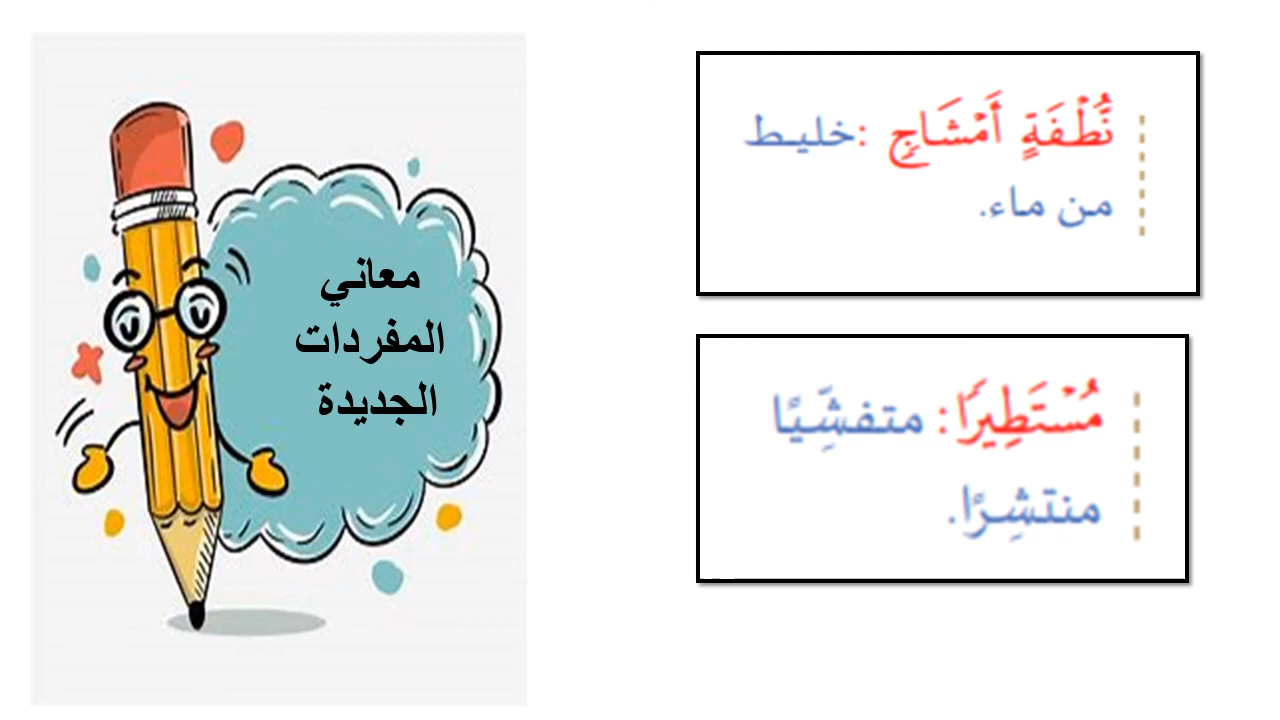 نُّطْفَةٍ أَمْشَاجٍ :خليط
من ماء.
مُسْتَطِيرًا: متفشِّيًا
منتشِرًا.
معاني
المفردات
الجديدة